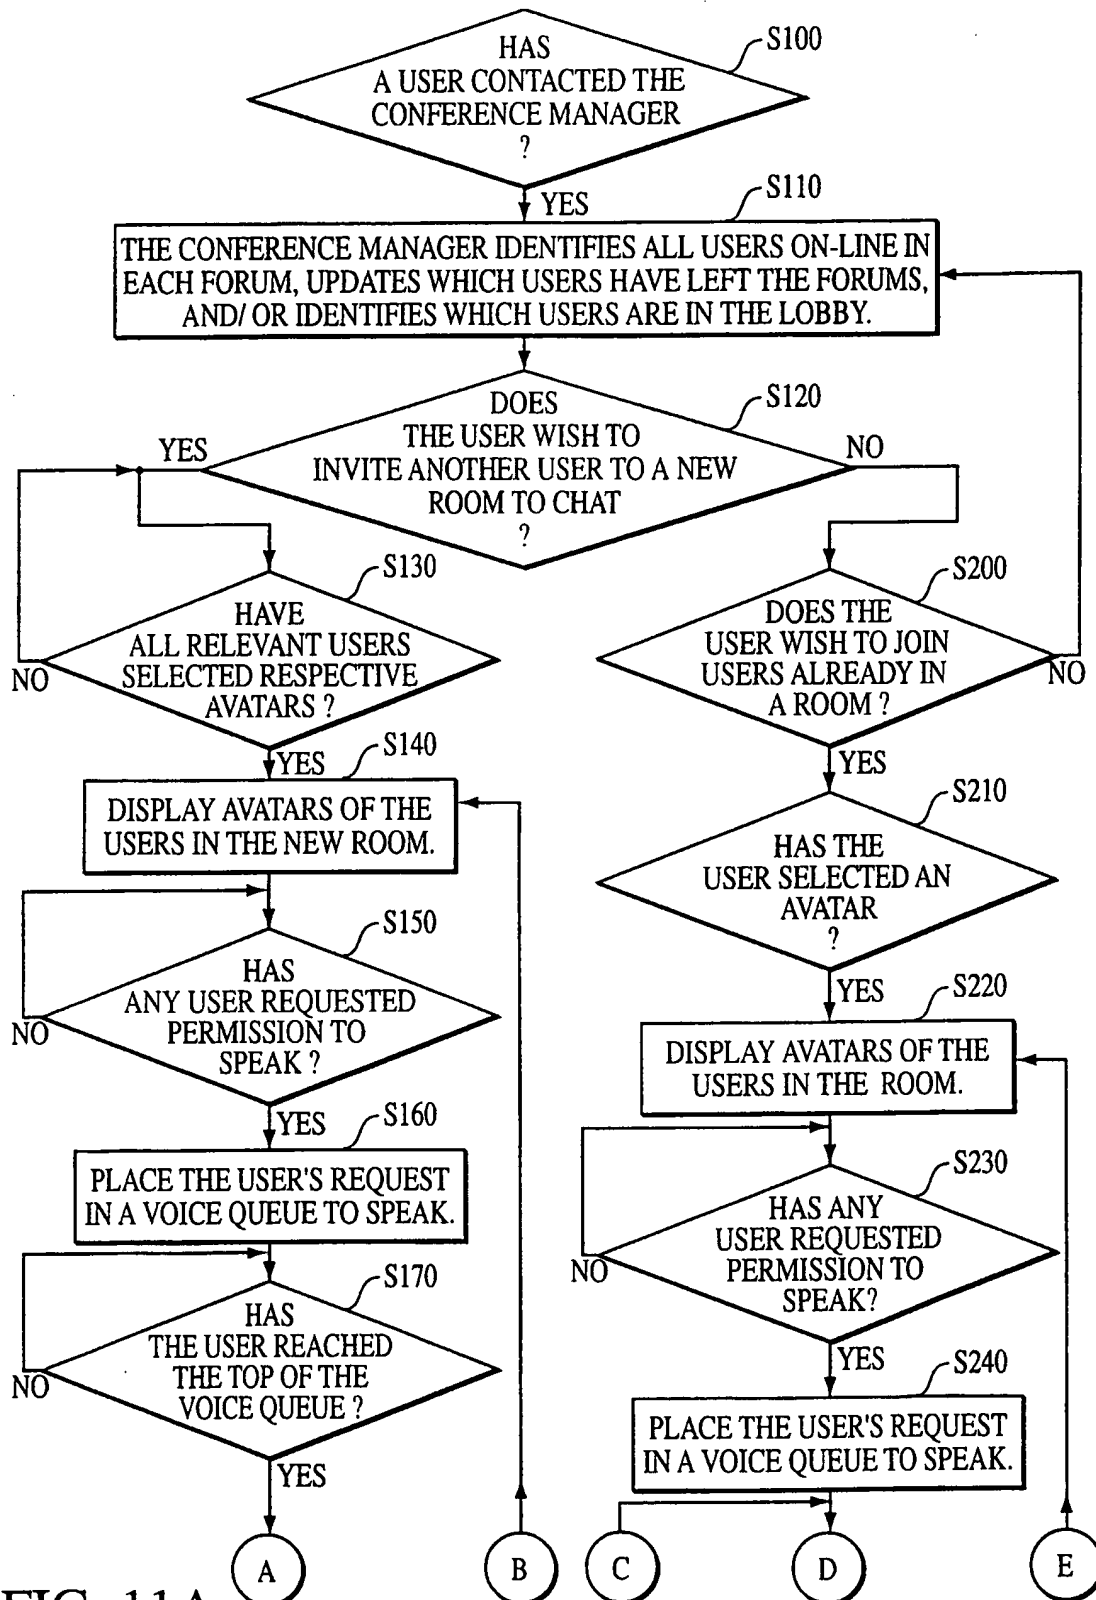 HAS
A USER CONTACTED THE
CONFERENCE MANAGER
?
S100
YES
S110
THE CONFERENCE MANAGER IDENTIFIES ALL USERS ON-LINE IN
EACH FORUM, UPDATES WHICH USERS HAVE LEFT THE FORUMS,
AND/ OR IDENTIFIES WHICH USERS ARE IN THE LOBBY.
S120
DOES
THE USER WISH TO
INVITE ANOTHER USER TO A NEW
ROOM TO CHAT
?
YES
NO
S130
HAVE
ALL RELEVANT USERS
SELECTED RESPECTIVE
AVATARS ?
NO
YES
S140
DISPLAY AVATARS OF THE
USERS IN THE NEW ROOM.
S150
HAS
ANY USER REQUESTED
PERMISSION TO
SPEAK ?
NO
YES
S160
PLACE THE USER'S REQUEST
IN A VOICE QUEUE TO SPEAK.
S170
HAS
THE USER REACHED
THE TOP OF THE
VOICE QUEUE ?
NO
YES
A
B
S200
DOES THE
USER WISH TO JOIN
USERS ALREADY IN
A ROOM ?
NO
YES
S210
HAS THE
USER SELECTED AN
AVATAR
?
YES
S220
DISPLAY AVATARS OF THE
USERS IN THE ROOM.
S230
HAS ANY
USER REQUESTED
PERMISSION TO
SPEAK?
NO
YES
S240
PLACE THE USER'S REQUEST
IN A VOICE QUEUE TO SPEAK.
C
D
E
FIG. 11A